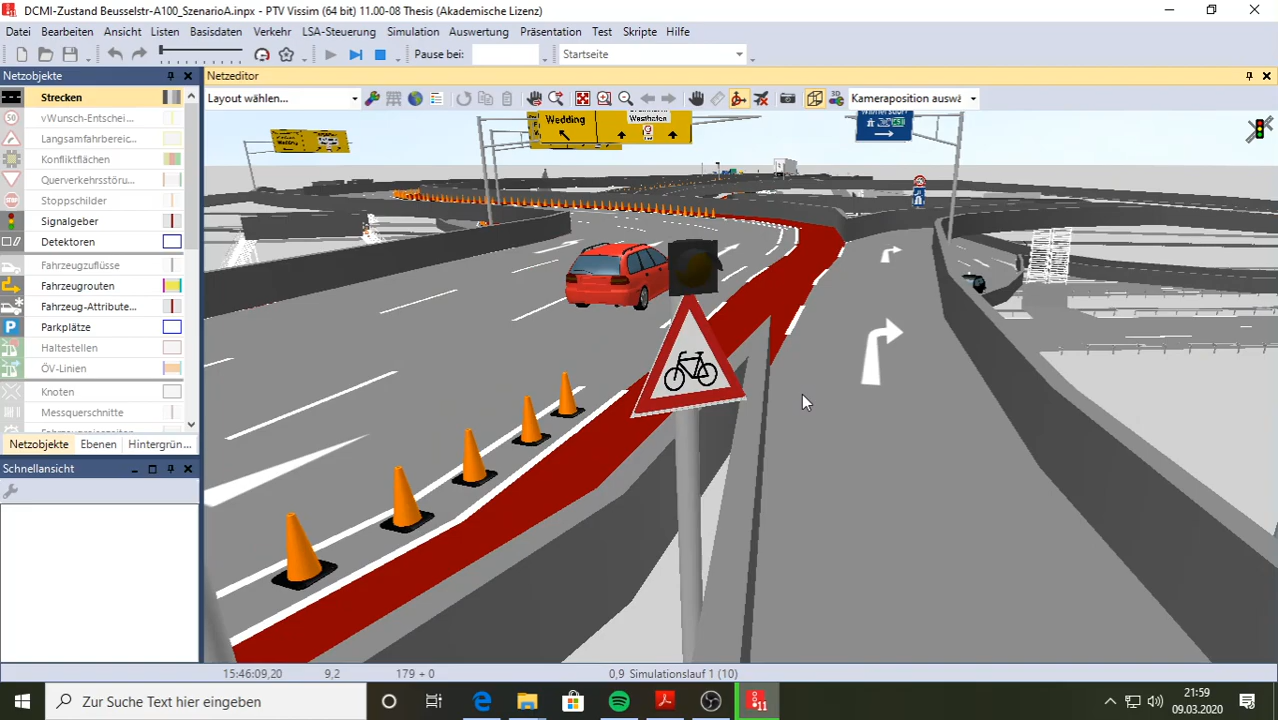 DCMI-Zustand Beusselstr-A100_SzenarioA.inpx - PTV Vissim (64 bit) 11.00-08 Thesis (Akademische Lizenz)
Datei Bearbeiten Ansicht Listen Basisdaten Verkehr LSA-Steuerung Simulation Auswertung Präsentation Test Skripte Hilfe
Pause bei: Startseite
Netzobjekte
Netzeditor
Layout wählen...
Kameraposition auswä
Strecken
vWunsch-Entschei...
Langsamfahrbereic...
Konfliktflächen
Querverkehrsstöru...
Stoppschilder
Signalgeber
Detektoren
Fahrzeugzuflüsse
Fahrzeugrouten
Fahrzeug-Attribute...
Parkplätze
Haltestellen
ÖV-Linien
Knoten
Messquerschnitte
Netzobjekte Ebenen Hintergrün...
Schnellansicht
Wedding
Westhafen
Wedding
50
P
15:46:09,20 9,2 179 + 0 0,9 Simulationslauf 1 (10)
Zur Suche Text hier eingeben
11
21:59
09.03.2020